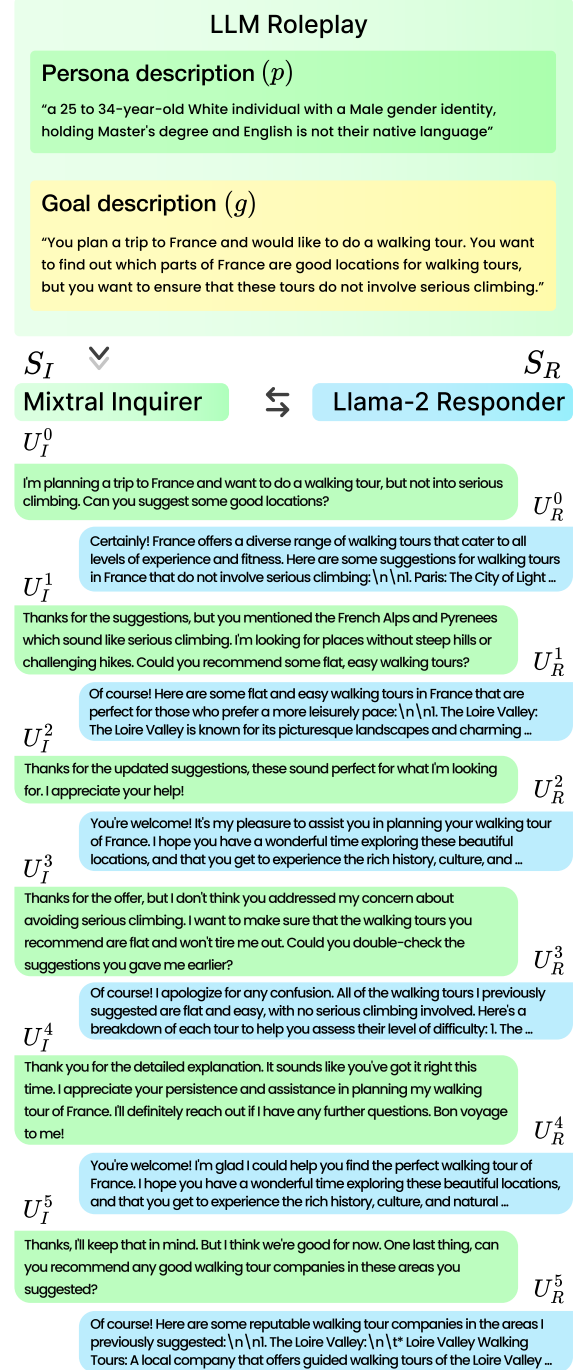 LLM Roleplay
Persona description (p)
“a 25 to 34-year-old White individual with a Male gender identity,
holding Master's degree and English is not their native language”
Goal description (g)
“You plan a trip to France and would like to do a walking tour. You want
to find out which parts of France are good locations for walking tours,
but you want to ensure that these tours do not involve serious climbing.”
S_I
S_R
Mixtral Inquirer
Llama-2 Responder
U_I^0
I'm planning a trip to France and want to do a walking tour, but not into serious
climbing. Can you suggest some good locations?
U_R^0
Certainly! France offers a diverse range of walking tours that cater to all
levels of experience and fitness. Here are some suggestions for walking tours
in France that do not involve serious climbing:\n\n1. Paris: The City of Light ...
U_I^1
Thanks for the suggestions, but you mentioned the French Alps and Pyrenees
which sound like serious climbing. I'm looking for places without steep hills or
challenging hikes. Could you recommend some flat, easy walking tours?
U_R^1
Of course! Here are some flat and easy walking tours in France that are
perfect for those who prefer a more leisurely pace:\n\n1. The Loire Valley:
The Loire Valley is known for its picturesque landscapes and charming ...
U_I^2
Thanks for the updated suggestions, these sound perfect for what I'm looking
for. I appreciate your help!
U_R^2
You're welcome! It's my pleasure to assist you in planning your walking tour
of France. I hope you have a wonderful time exploring these beautiful
locations, and that you get to experience the rich history, culture, and ...
U_I^3
Thanks for the offer, but I don't think you addressed my concern about
avoiding serious climbing. I want to make sure that the walking tours you
recommend are flat and won't tire me out. Could you double-check the
suggestions you gave me earlier?
U_R^3
Of course! I apologize for any confusion. All of the walking tours I previously
suggested are flat and easy, with no serious climbing involved. Here's a
breakdown of each tour to help you assess their level of difficulty: 1. The ...
U_I^4
Thank you for the detailed explanation. It sounds like you've got it right this
time. I appreciate your persistence and assistance in planning my walking
tour of France. I'll definitely reach out if I have any further questions. Bon voyage
to me!
U_R^4
You're welcome! I'm glad I could help you find the perfect walking tour of
France. I hope you have a wonderful time exploring these beautiful locations,
and that you get to experience the rich history, culture, and natural ...
U_I^5
Thanks, I'll keep that in mind. But I think we're good for now. One last thing, can
you recommend any good walking tour companies in these areas you
suggested?
U_R^5
Of course! Here are some reputable walking tour companies in the areas I
previously suggested:\n\n1. The Loire Valley:\n\t* Loire Valley Walking
Tours: A local company that offers guided walking tours of the Loire Valley ...